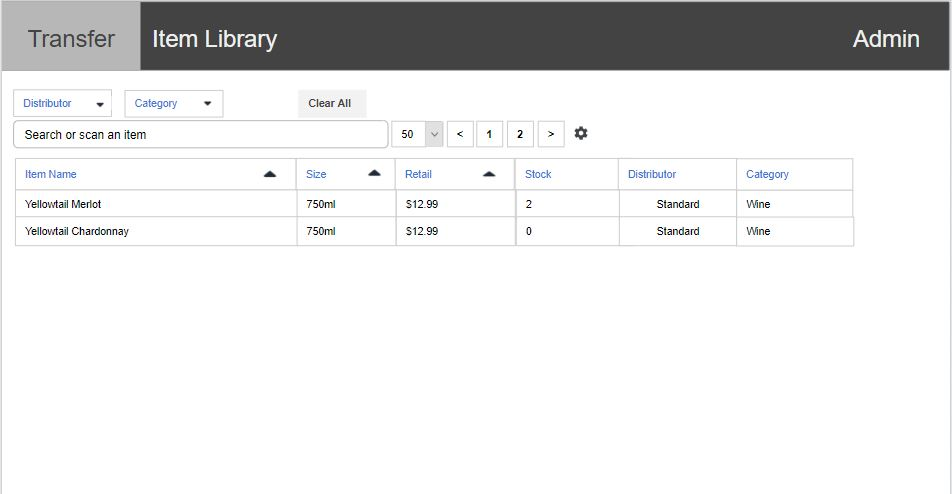 Transfer Item Library Admin
Distributor Category Clear All
Search or scan an item 50 < 1 2 >
Item Name Size Retail Stock Distributor Category
Yellowtail Merlot 750ml $12.99 2 Standard Wine
Yellowtail Chardonnay 750ml $12.99 0 Standard Wine